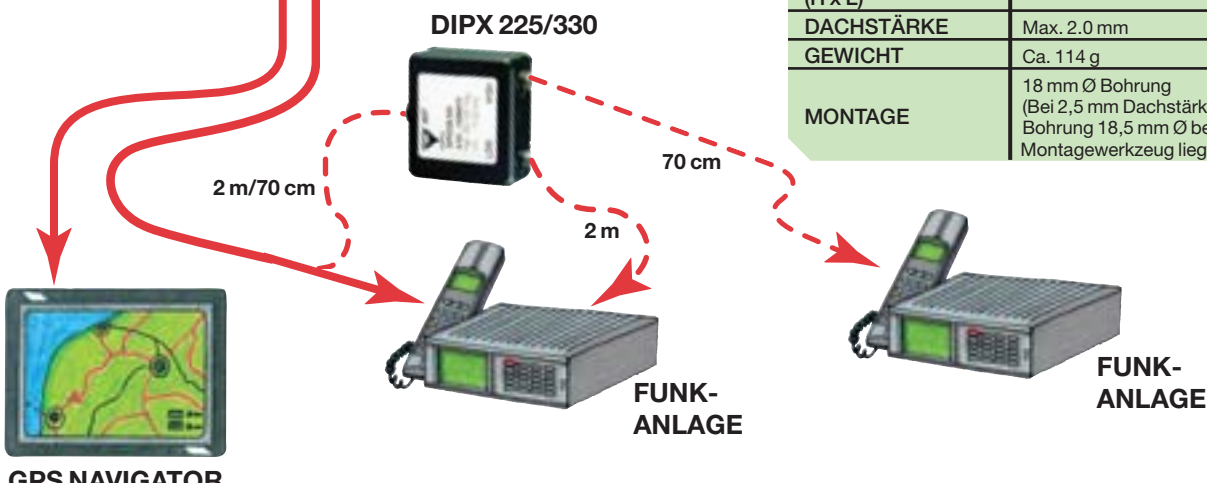 DIPX 225/330
DACHSTÄRKE Max. 2.0 mm
GEWICHT Ca. 114 g
MONTAGE
18 mm Ø Bohrung
(Bei 2,5 mm Dachstärk
Bohrung 18,5 mm Ø be
Montagewerkzeug lieg
2 m/70 cm
70 cm
2 m
FUNK-
ANLAGE
FUNK-
ANLAGE
GPS NAVIGATOR